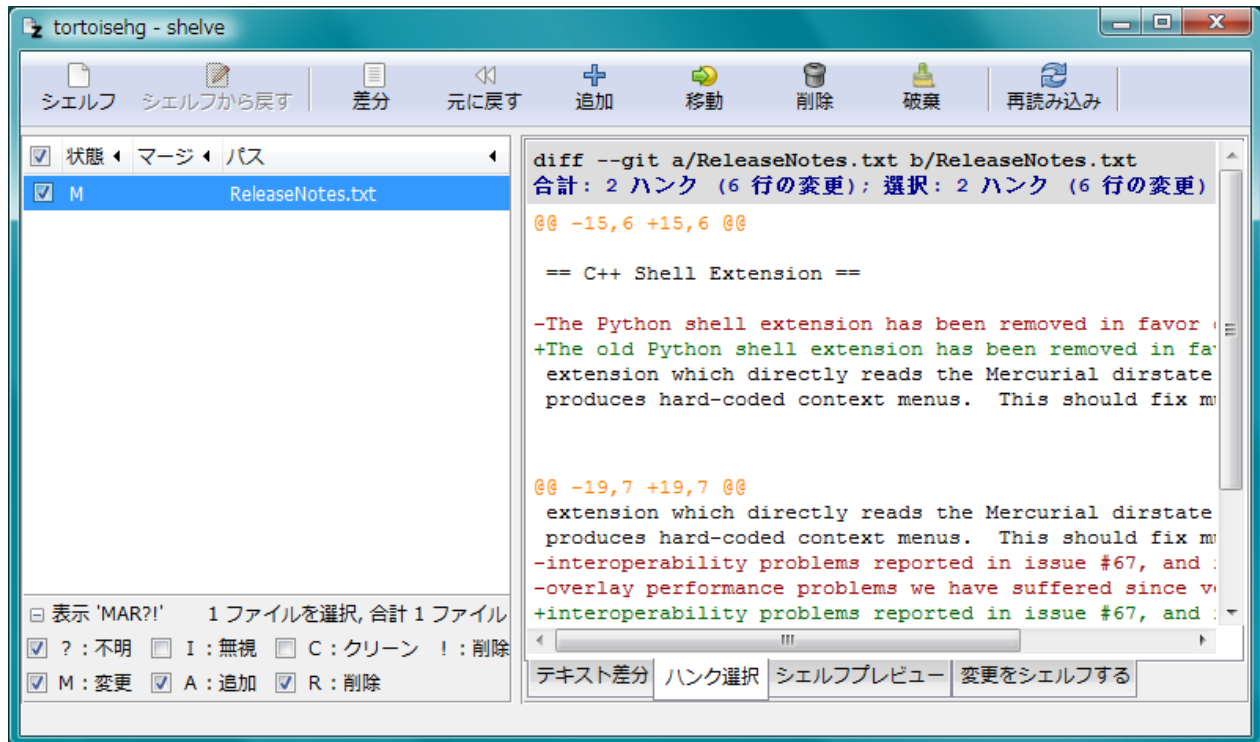 tortoisehg - shelve
シェルフ シェルフから戻す 差分 元に戻す 追加 移動 削除 破棄 再読み込み
状態 マージ パス
M ReleaseNotes.txt
表示 'MAR?!' 1 ファイルを選択, 合計 1 ファイル
? : 不明 I : 無視 C : クリーン ! : 削除
M : 変更 A : 追加 R : 削除
diff --git a/ReleaseNotes.txt b/ReleaseNotes.txt
合計: 2 ハンク (6 行の変更); 選択: 2 ハンク (6 行の変更)
@@ -15,6 +15,6 @@
== C++ Shell Extension ==
-The Python shell extension has been removed in favor
+The old Python shell extension has been removed in fa
extension which directly reads the Mercurial dirstate
produces hard-coded context menus.  This should fix m
@@ -19,7 +19,7 @@
extension which directly reads the Mercurial dirstate
produces hard-coded context menus.  This should fix m
-interoperability problems reported in issue #67, and
-overlay performance problems we have suffered since v
+interoperability problems reported in issue #67, and
テキスト差分 ハンク選択 シェルフプレビュー 変更をシェルフする